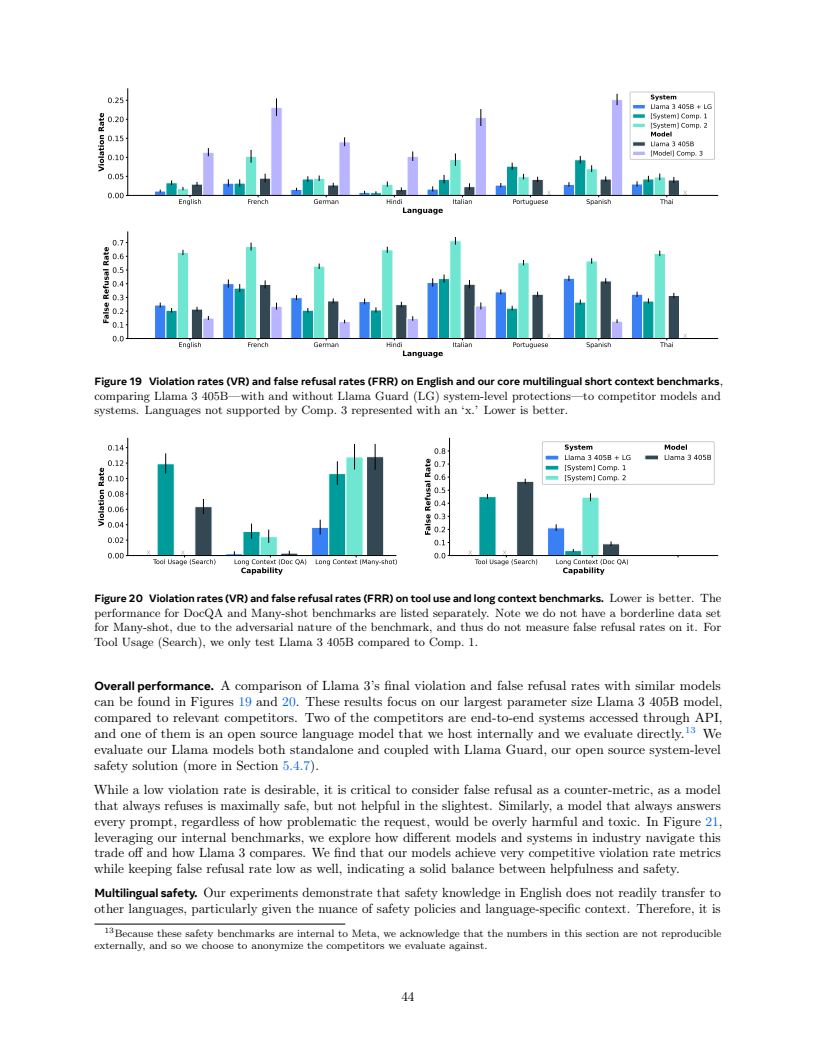 0.25
0.20
0.15
0.10
0.05
0.00
Violation Rate
System
Llama 3 405B + LG
[System] Comp. 1
[System] Comp. 2
Model
Llama 3 405B
[Model] Comp. 3
x
x
English French German Hindi Italian Portuguese Spanish Thai
Language
0.7
0.6
0.5
0.4
0.3
0.2
0.1
0.0
False Refusal Rate
x
x
English French German Hindi Italian Portuguese Spanish Thai
Language
Figure 19 Violation rates (VR) and false refusal rates (FRR) on English and our core multilingual short context benchmarks,
comparing Llama 3 405B—with and without Llama Guard (LG) system-level protections—to competitor models and
systems. Languages not supported by Comp. 3 represented with an ‘x.’ Lower is better.
0.14
0.12
0.10
0.08
0.06
0.04
0.02
0.00
Violation Rate
x
x
Tool Usage (Search) Long Context (Doc QA) Long Context (Many-shot)
Capability
0.8
0.7
0.6
0.5
0.4
0.3
0.2
0.1
0.0
False Refusal Rate
System
Llama 3 405B + LG
[System] Comp. 1
[System] Comp. 2
Model
Llama 3 405B
x
x
Tool Usage (Search) Long Context (Doc QA)
Capability
Figure 20 Violation rates (VR) and false refusal rates (FRR) on tool use and long context benchmarks. Lower is better. The
performance for DocQA and Many-shot benchmarks are listed separately. Note we do not have a borderline data set
for Many-shot, due to the adversarial nature of the benchmark, and thus do not measure false refusal rates on it. For
Tool Usage (Search), we only test Llama 3 405B compared to Comp. 1.
Overall performance. A comparison of Llama 3’s final violation and false refusal rates with similar models
can be found in Figures 19 and 20. These results focus on our largest parameter size Llama 3 405B model,
compared to relevant competitors. Two of the competitors are end-to-end systems accessed through API,
and one of them is an open source language model that we host internally and we evaluate directly.13 We
evaluate our Llama models both standalone and coupled with Llama Guard, our open source system-level
safety solution (more in Section 5.4.7).
While a low violation rate is desirable, it is critical to consider false refusal as a counter-metric, as a model
that always refuses is maximally safe, but not helpful in the slightest. Similarly, a model that always answers
every prompt, regardless of how problematic the request, would be overly harmful and toxic. In Figure 21,
leveraging our internal benchmarks, we explore how different models and systems in industry navigate this
trade off and how Llama 3 compares. We find that our models achieve very competitive violation rate metrics
while keeping false refusal rate low as well, indicating a solid balance between helpfulness and safety.
Multilingual safety. Our experiments demonstrate that safety knowledge in English does not readily transfer to
other languages, particularly given the nuance of safety policies and language-specific context. Therefore, it is
13Because these safety benchmarks are internal to Meta, we acknowledge that the numbers in this section are not reproducible
externally, and so we choose to anonymize the competitors we evaluate against.
44